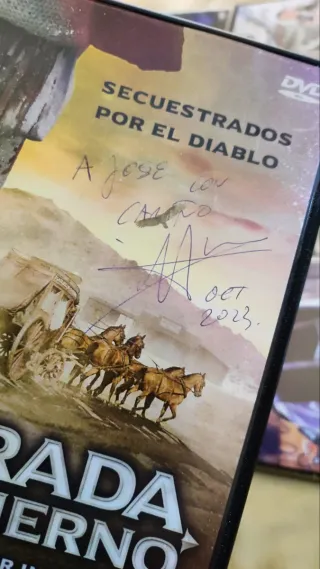 DVD
SECUESTRADOS
POR EL DIABLO
A JOSE CON
CARIÑO
OCT
2023.
RADA
IERNO